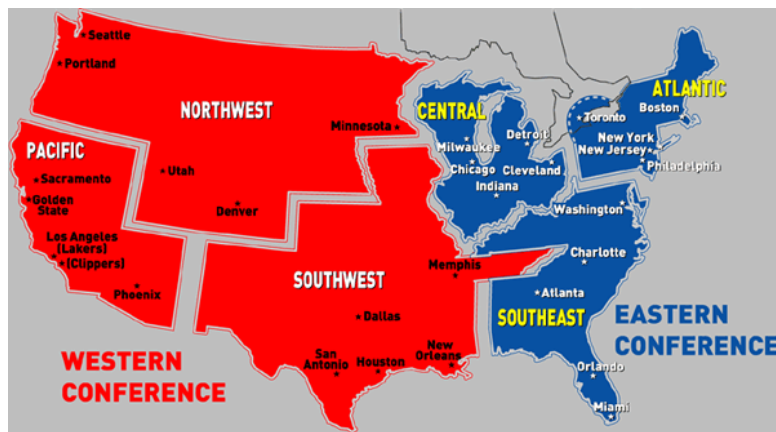 Seattle
Portland
NORTHWEST
Minnesota
Utah
Denver
PACIFIC
Sacramento
Golden
State
Los Angeles
(Lakers)
(Clippers)
Phoenix
SOUTHWEST
Memphis
Dallas
San
Antonio
Houston
New
Orleans
WESTERN
CONFERENCE
CENTRAL
Milwaukee
Detroit
Chicago
Cleveland
Indiana
ATLANTIC
Boston
Toronto
New York
New Jersey
Philadelphia
Washington
Charlotte
Atlanta
SOUTHEAST
Orlando
Miami
EASTERN
CONFERENCE